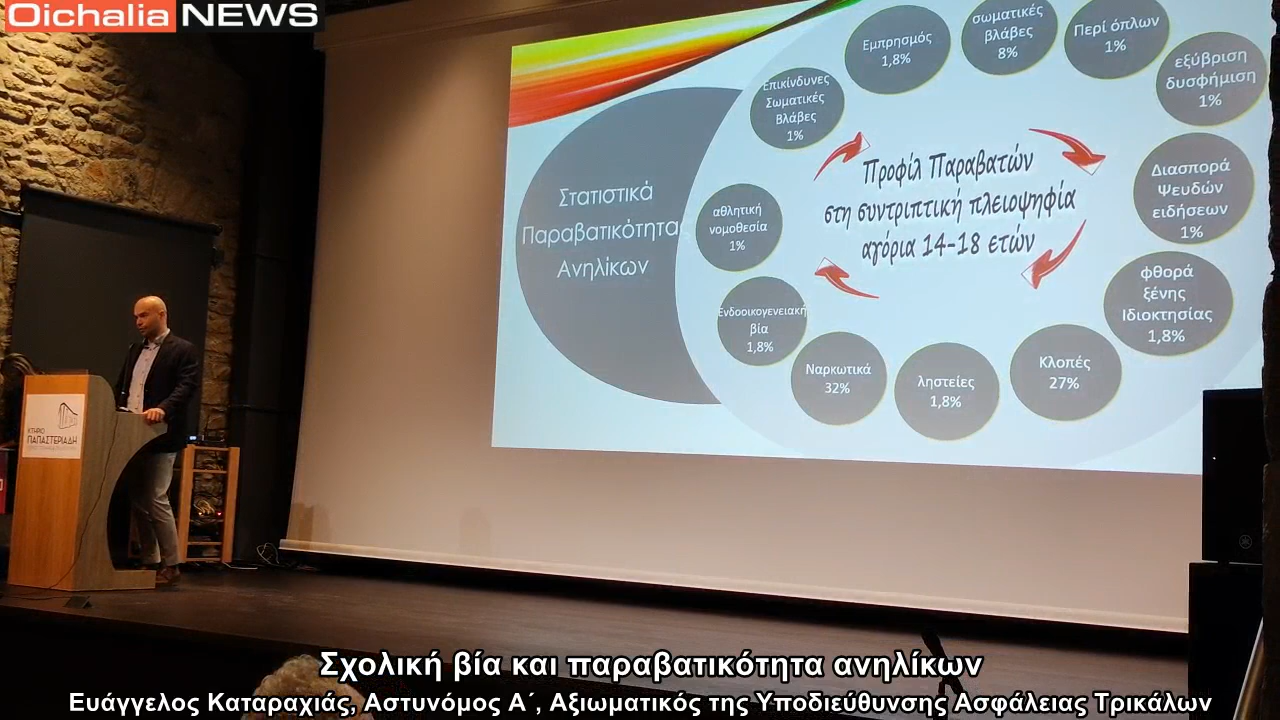 Oichalia NEWS
Στατιστικά
Παραβατικότητα
Ανηλίκων
Προφίλ Παραβατών
στη συντριπτική πλειοψηφία
αγόρια 14-18 ετών
Επικίνδυνες
Σωματικές
Βλάβες
1%
Εμπρησμός
1,8%
σωματικές
βλάβες
8%
Περί όπλων
1%
εξύβριση
δυσφήμιση
1%
Διασπορά
Ψευδών
ειδήσεων
1%
φθορά
ξένης
Ιδιοκτησίας
1,8%
Κλοπές
27%
ληστείες
1,8%
Ναρκωτικά
32%
Ενδοοικογενειακή
βία
1,8%
αθλητική
νομοθεσία
1%
ΚΤΗΡΙΟ
ΠΑΠΑΣΤΕΡΙΑΔΗ
Σχολική βία και παραβατικότητα ανηλίκων
Ευάγγελος Καταραχιάς, Αστυνόμος Α΄, Αξιωματικός της Υποδιεύθυνσης Ασφάλειας Τρικάλων